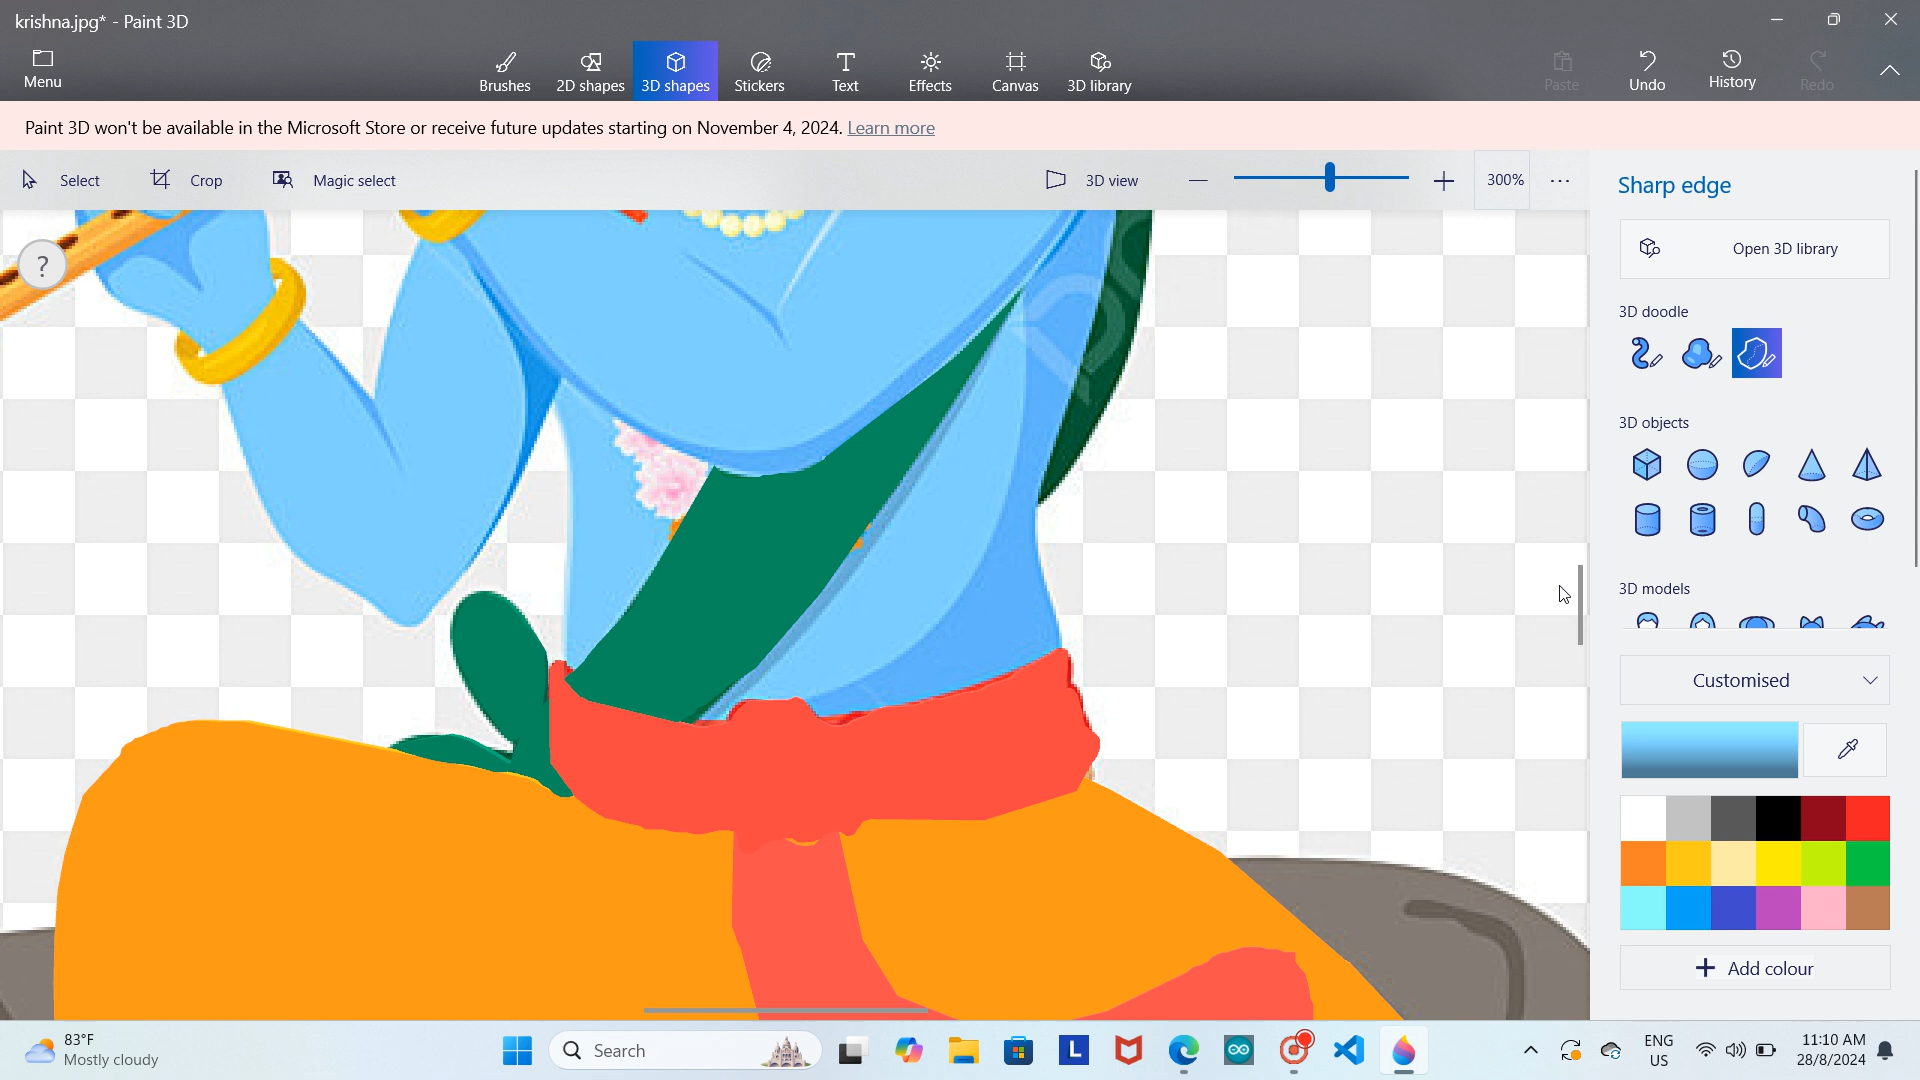 krishna.jpg* - Paint 3D
Menu
Brushes
2D shapes
3D shapes
Stickers
Text
Effects
Canvas
3D library
Paste
Undo
History
Redo
Paint 3D won't be available in the Microsoft Store or receive future updates starting on November 4, 2024. Learn more
Select
Crop
Magic select
3D view
300%
Sharp edge
?
Open 3D library
3D doodle
3D objects
3D models
Customised
+ Add colour
83°F
Mostly cloudy
Search
L
ENG
US
11:10 AM
28/8/2024